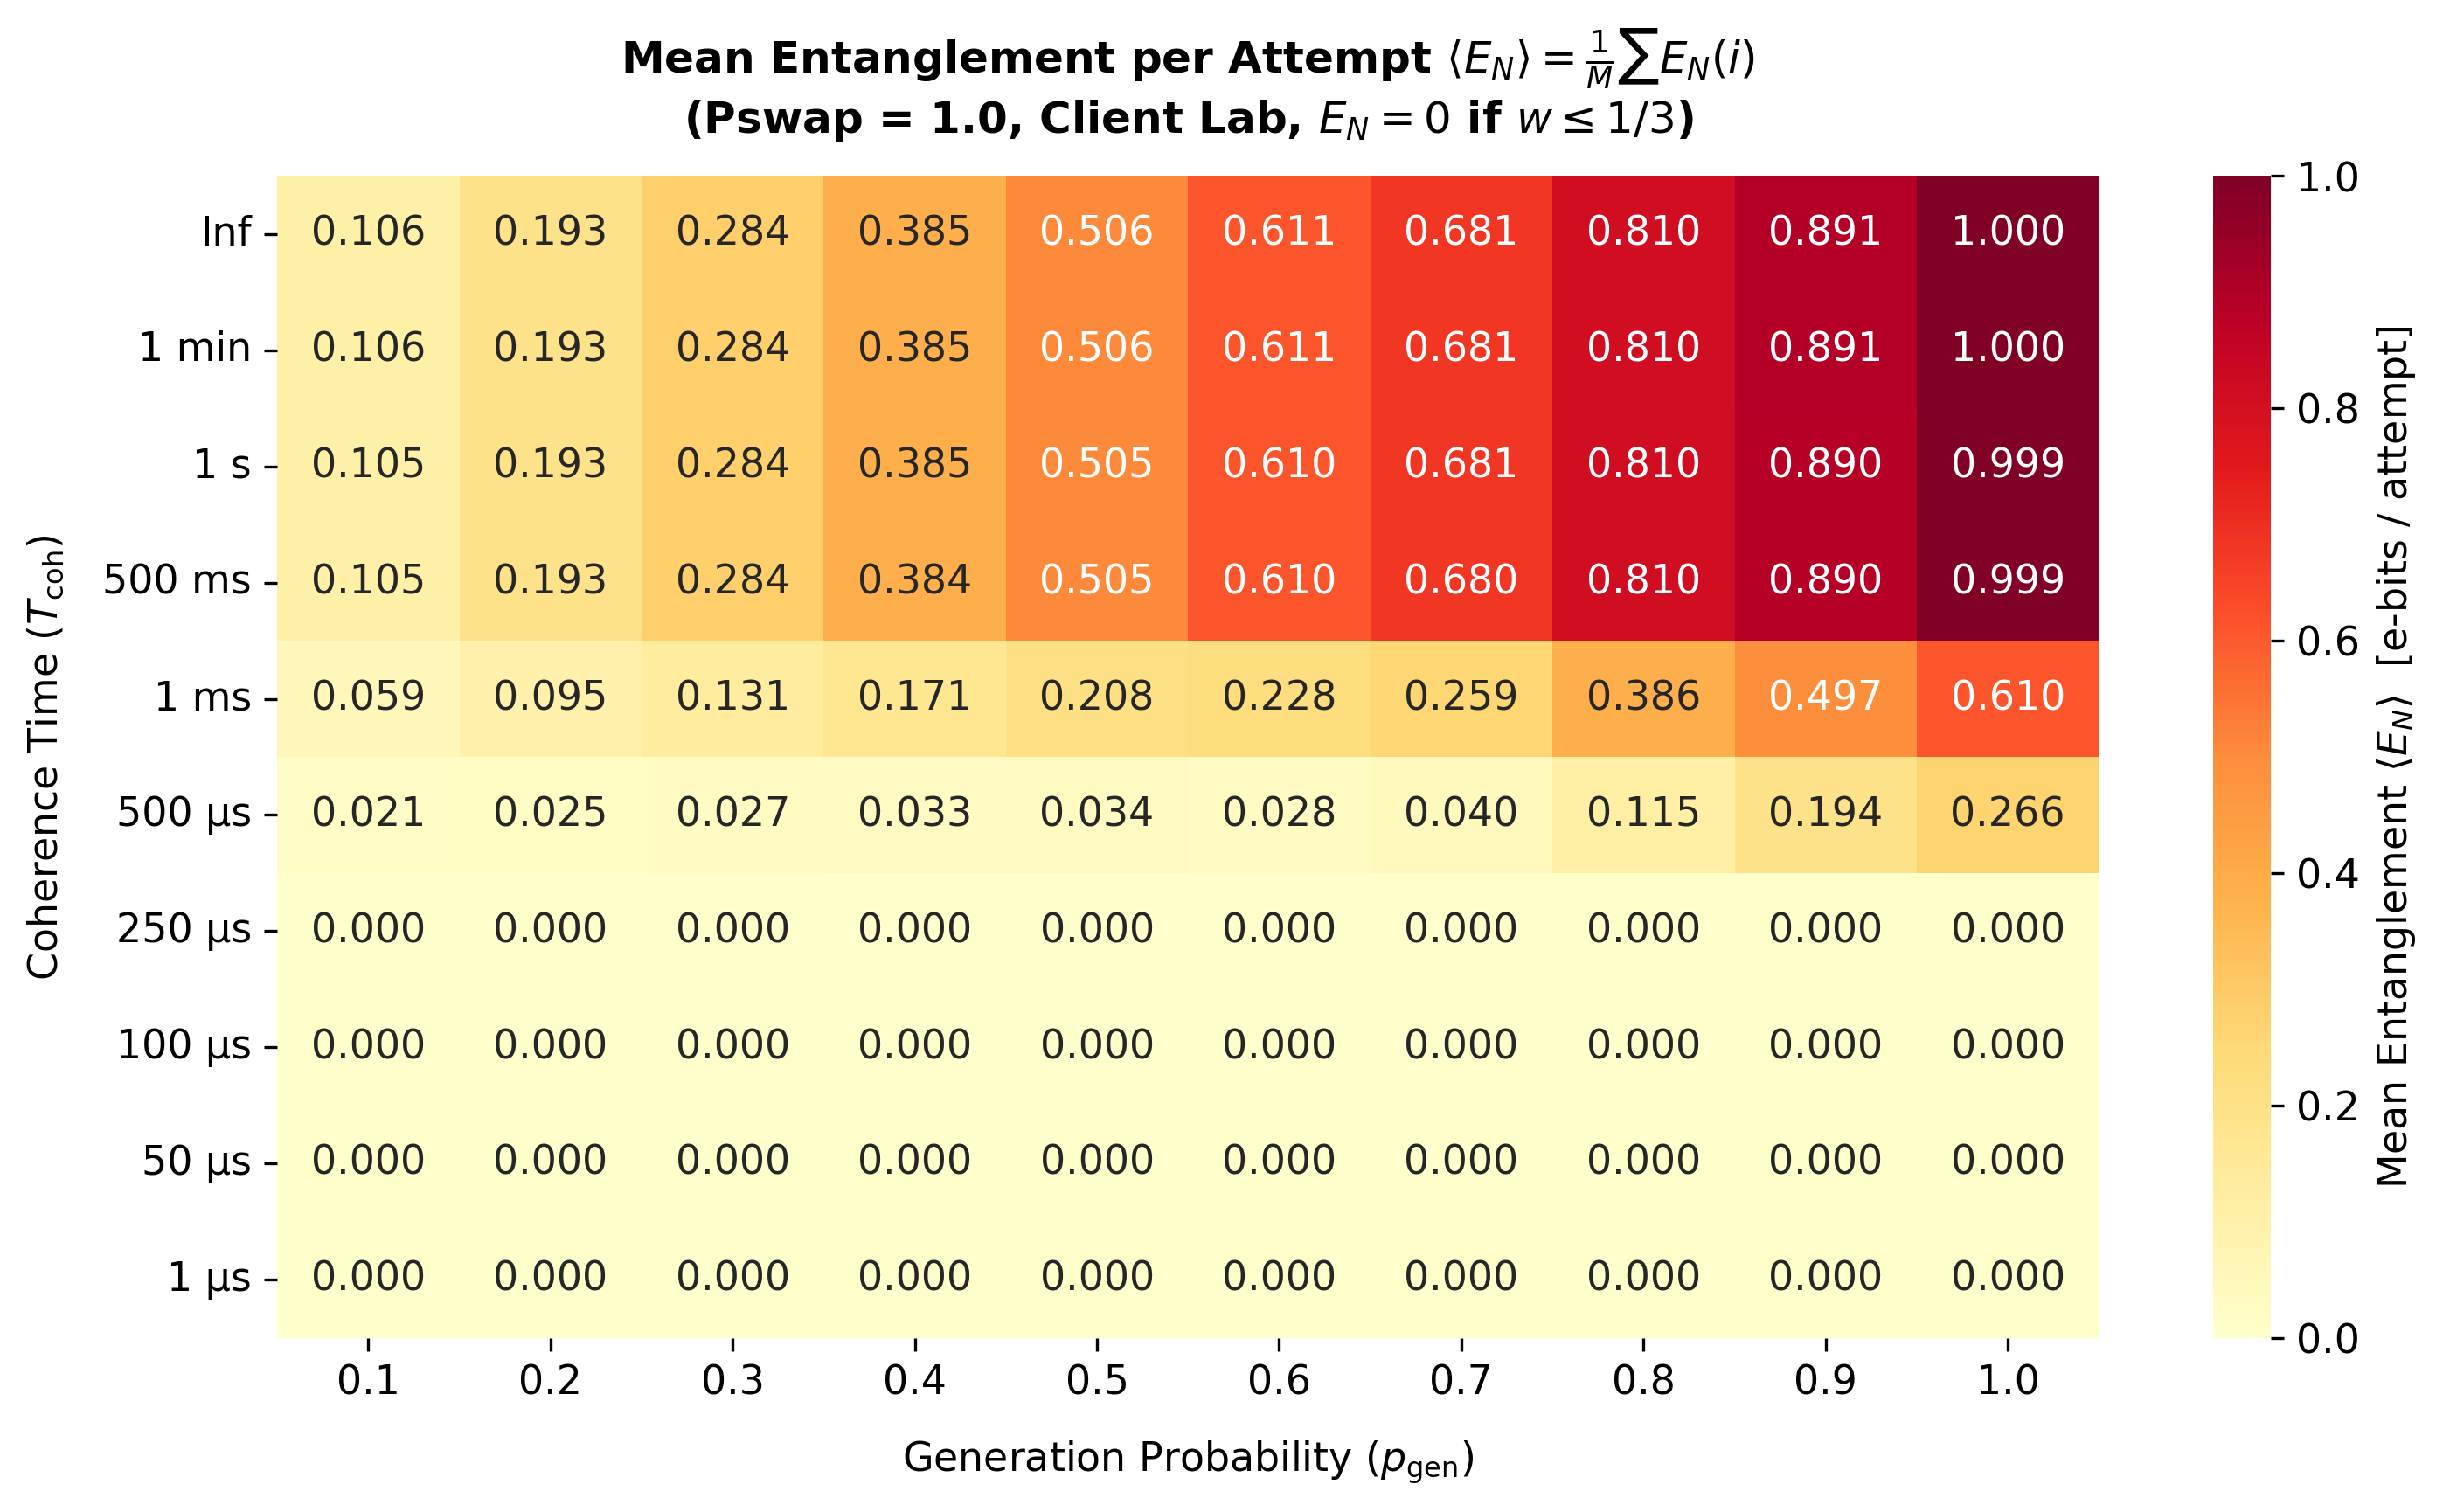 Mean Entanglement per Attempt ⟨E_N⟩ = 1/M ∑ E_N(i)
(Pswap = 1.0, Client Lab, E_N = 0 if w ≤ 1/3)
Coherence Time (T_coh)
Inf 0.106 0.193 0.284 0.385 0.506 0.611 0.681 0.810 0.891 1.000
1 min 0.106 0.193 0.284 0.385 0.506 0.611 0.681 0.810 0.891 1.000
1 s 0.105 0.193 0.284 0.385 0.505 0.610 0.681 0.810 0.890 0.999
500 ms 0.105 0.193 0.284 0.384 0.505 0.610 0.680 0.810 0.890 0.999
1 ms 0.059 0.095 0.131 0.171 0.208 0.228 0.259 0.386 0.497 0.610
500 μs 0.021 0.025 0.027 0.033 0.034 0.028 0.040 0.115 0.194 0.266
250 μs 0.000 0.000 0.000 0.000 0.000 0.000 0.000 0.000 0.000 0.000
100 μs 0.000 0.000 0.000 0.000 0.000 0.000 0.000 0.000 0.000 0.000
50 μs 0.000 0.000 0.000 0.000 0.000 0.000 0.000 0.000 0.000 0.000
1 μs 0.000 0.000 0.000 0.000 0.000 0.000 0.000 0.000 0.000 0.000
0.1 0.2 0.3 0.4 0.5 0.6 0.7 0.8 0.9 1.0
Generation Probability (p_gen)
1.0
0.8
0.6
0.4
0.2
0.0
Mean Entanglement ⟨E_N⟩ [e-bits / attempt]